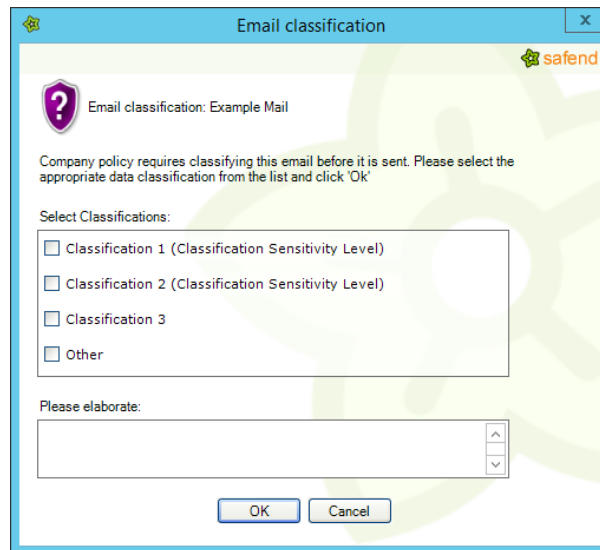 Email classification
x
safend
?
Email classification: Example Mail
Company policy requires classifying this email before it is sent. Please select the
appropriate data classification from the list and click 'Ok'
Select Classifications:
Classification 1 (Classification Sensitivity Level)
Classification 2 (Classification Sensitivity Level)
Classification 3
Other
Please elaborate:
OK Cancel